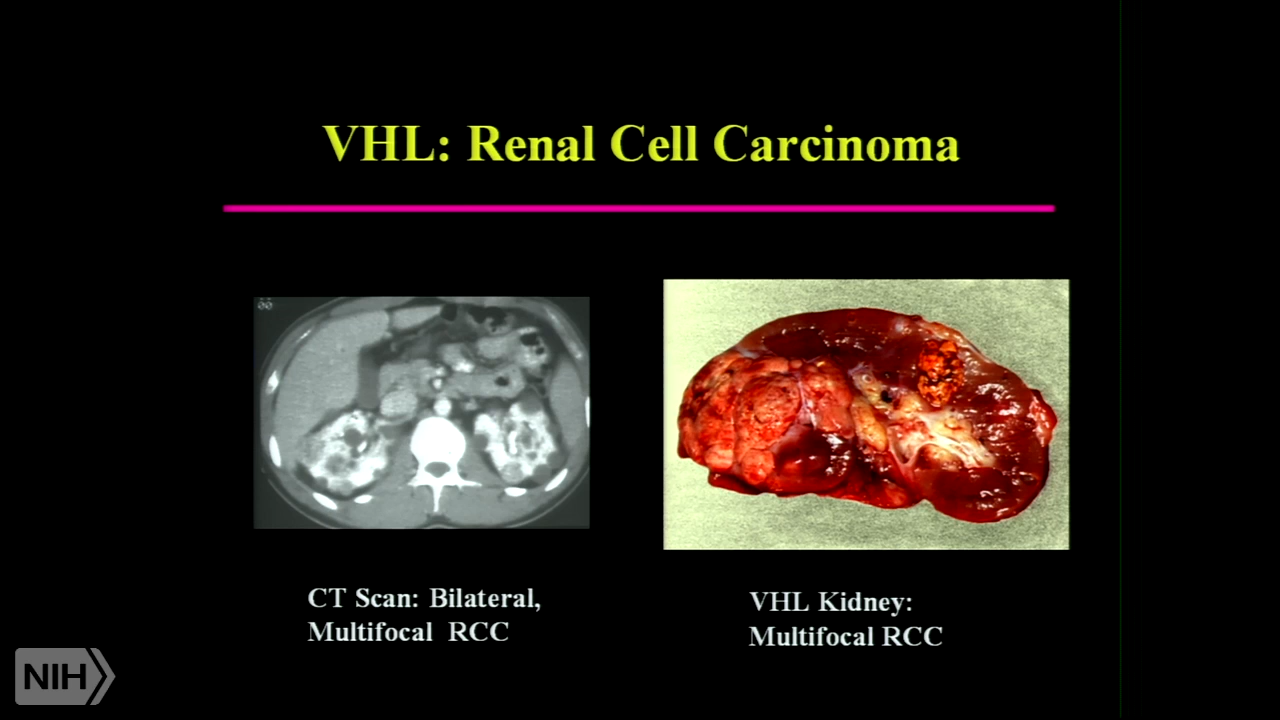 VHL: Renal Cell Carcinoma
CT Scan: Bilateral,
Multifocal RCC
VHL Kidney:
Multifocal RCC
NIH